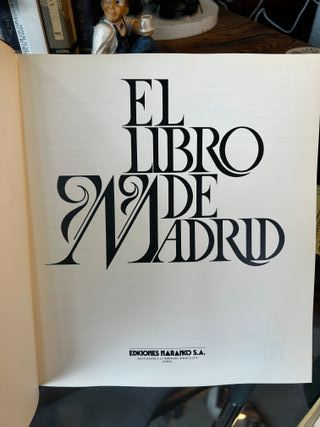 EL
LIBRO
DE
MADRID
EDICIONES NARANCO S.A.